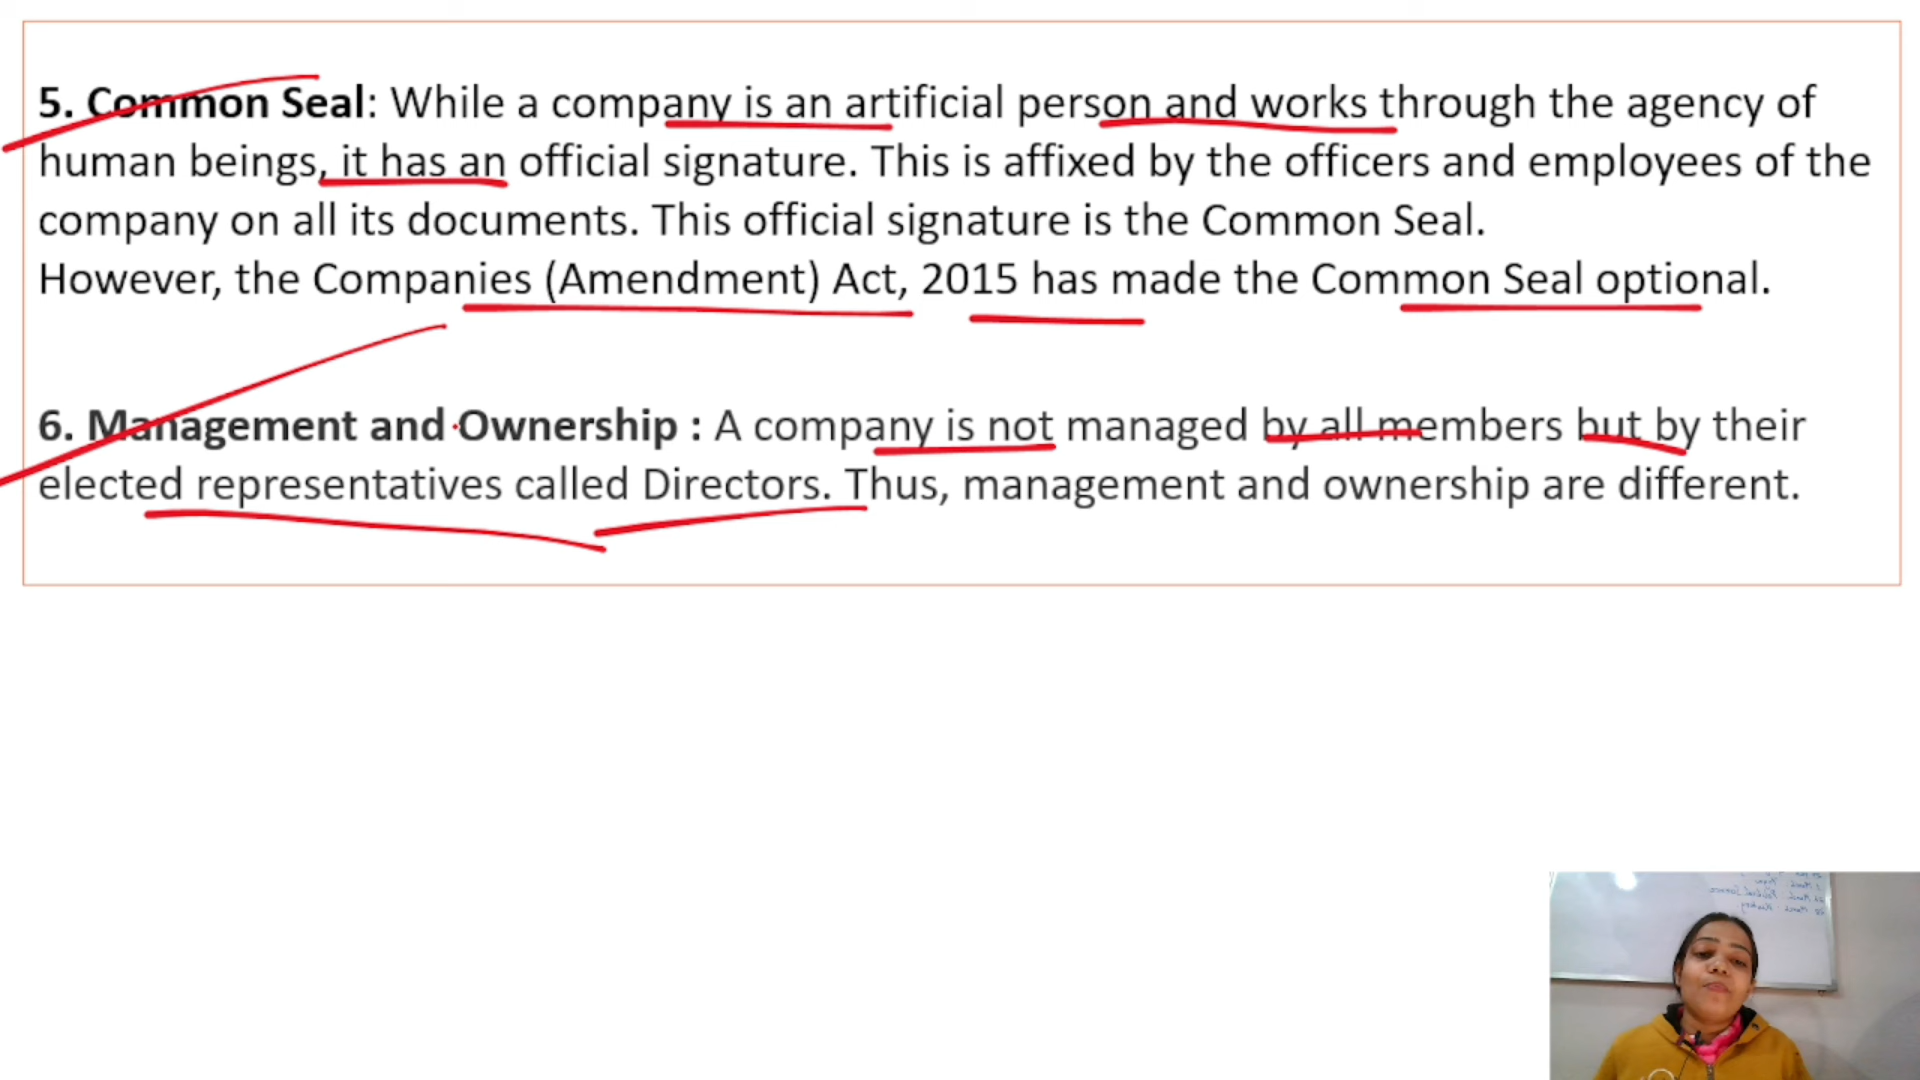 5. Common Seal: While a company is an artificial person and works through the agency of
human beings, it has an official signature. This is affixed by the officers and employees of the
company on all its documents. This official signature is the Common Seal.
However, the Companies (Amendment) Act, 2015 has made the Common Seal optional.
6. Management and Ownership : A company is not managed by all members but by their
elected representatives called Directors. Thus, management and ownership are different.